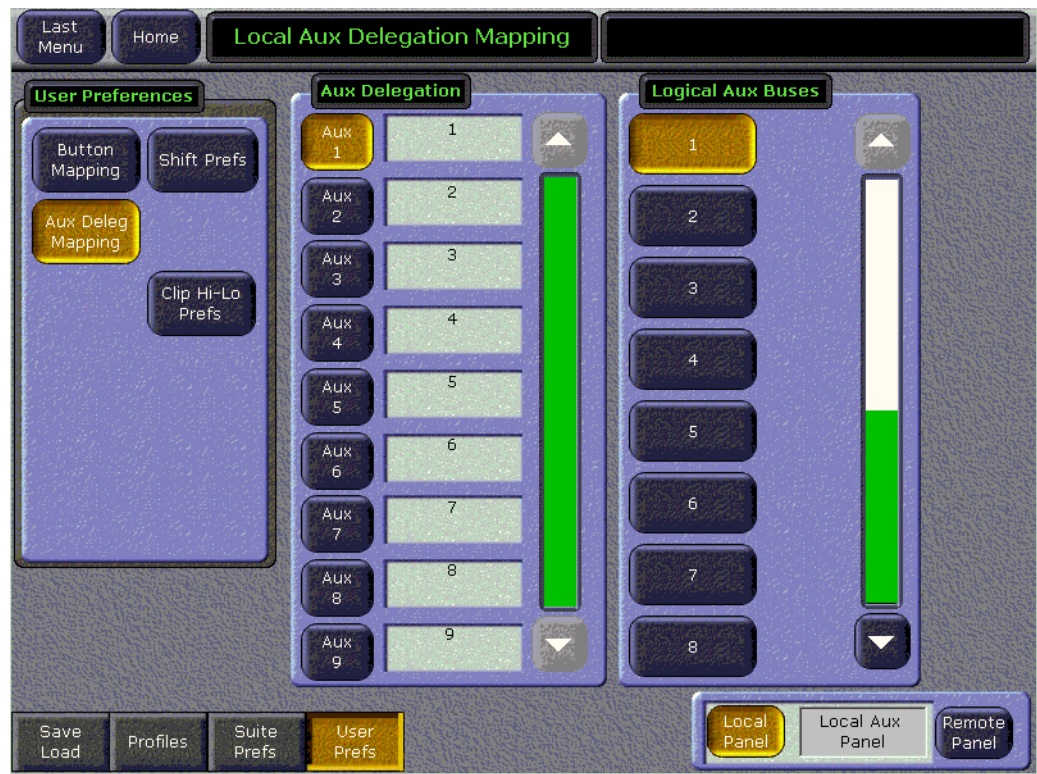 Last
Menu
Home
Local Aux Delegation Mapping
User Preferences
Button
Mapping
Shift Prefs
Aux Deleg
Mapping
Clip Hi-Lo
Prefs
Aux Delegation
Aux
1
1
Aux
2
2
Aux
3
3
Aux
4
4
Aux
5
5
Aux
6
6
Aux
7
7
Aux
8
8
Aux
9
9
Logical Aux Buses
1
2
3
4
5
6
7
8
Save
Load
Profiles
Suite
Prefs
User
Prefs
Local
Panel
Local Aux
Panel
Remote
Panel